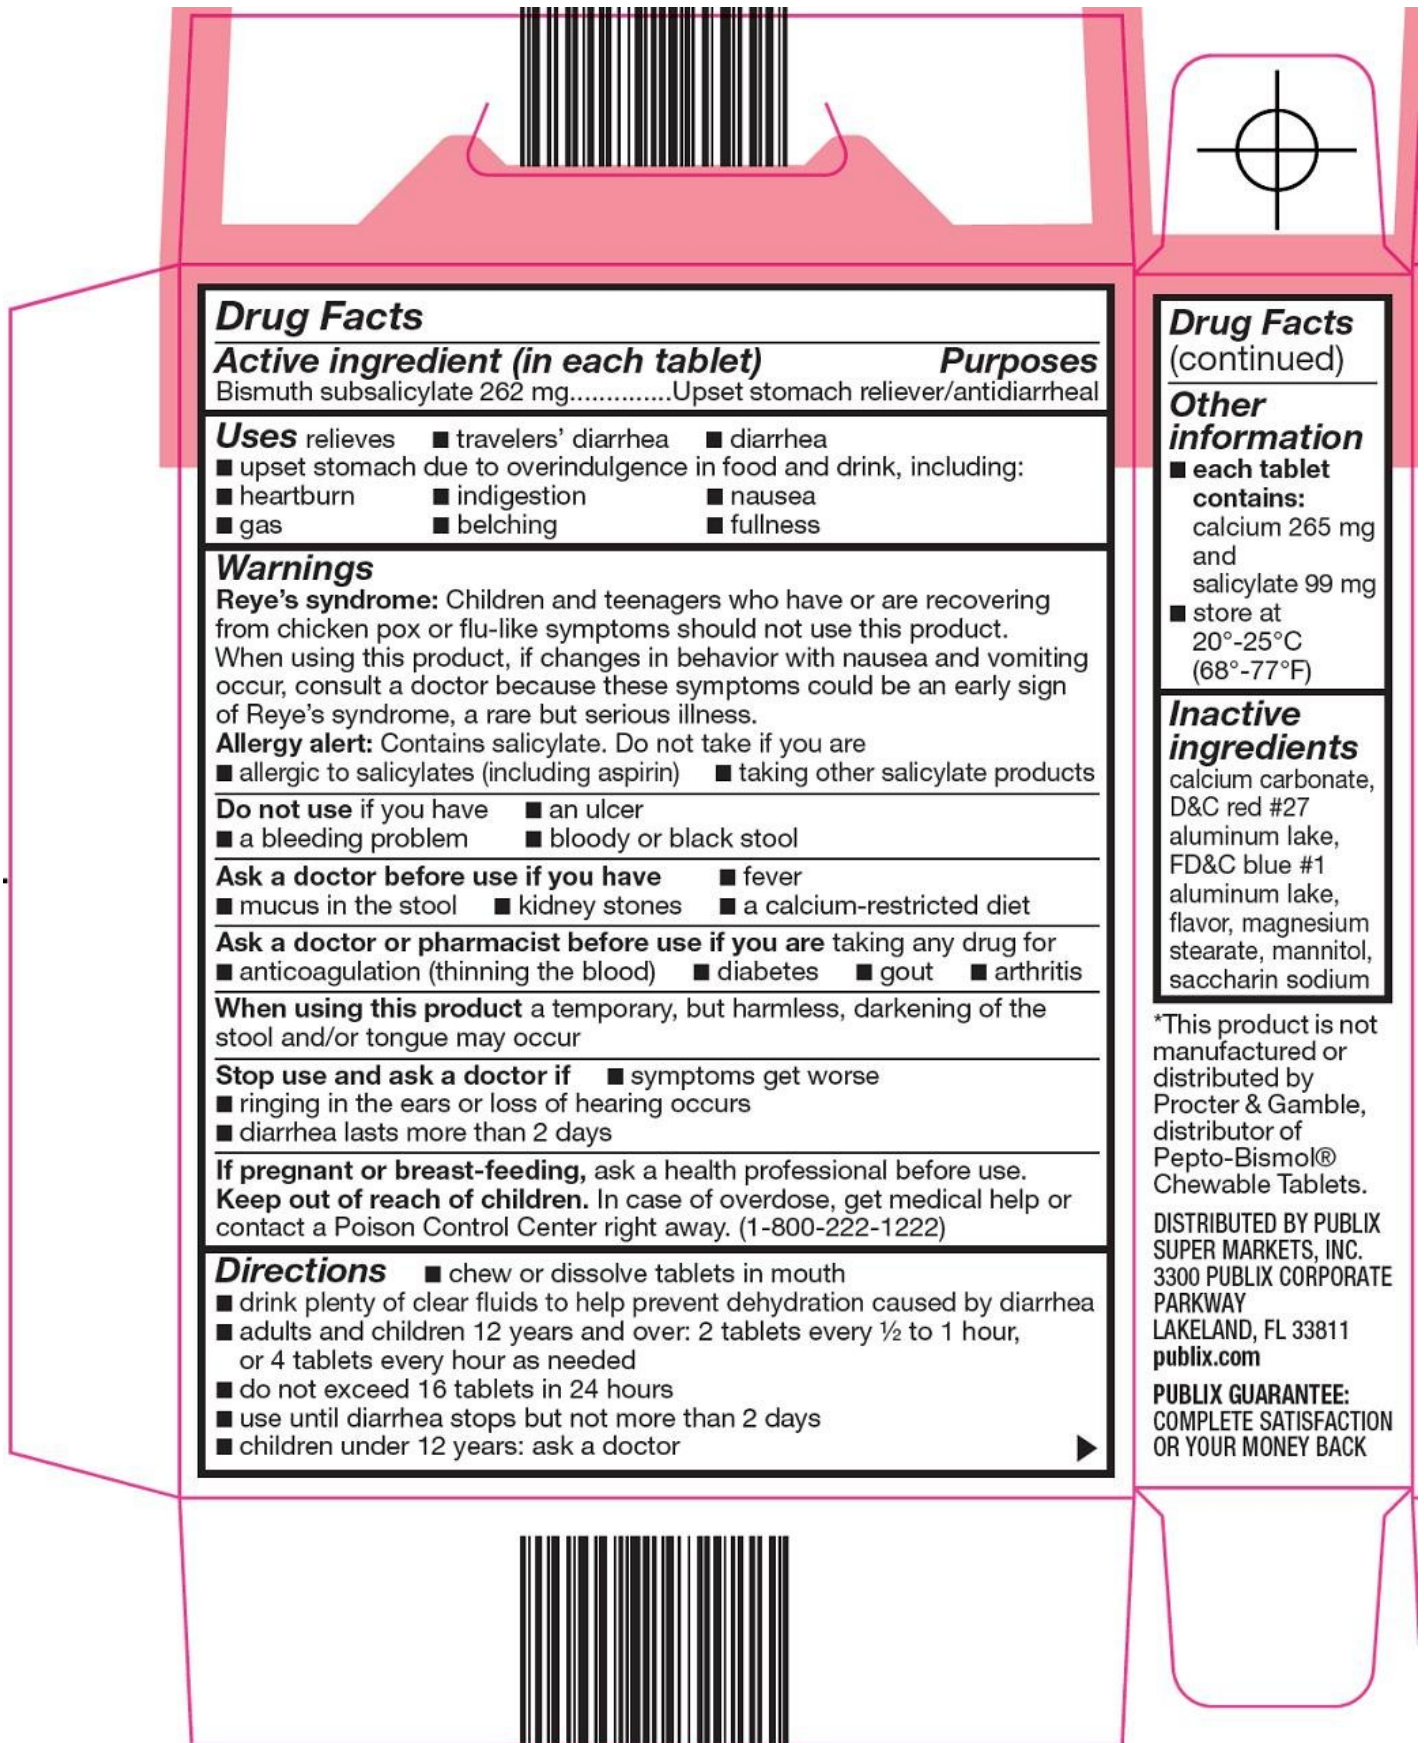 Drug Facts
Active ingredient (in each tablet) Purposes
Bismuth subsalicylate 262 mg..............Upset stomach reliever/antidiarrheal
Uses relieves ■ travelers’ diarrhea ■ diarrhea
■ upset stomach due to overindulgence in food and drink, including:
■ heartburn ■ indigestion ■ nausea
■ gas ■ belching ■ fullness
Warnings
Reye’s syndrome: Children and teenagers who have or are recovering
from chicken pox or flu-like symptoms should not use this product.
When using this product, if changes in behavior with nausea and vomiting
occur, consult a doctor because these symptoms could be an early sign
of Reye’s syndrome, a rare but serious illness.
Allergy alert: Contains salicylate. Do not take if you are
■ allergic to salicylates (including aspirin) ■ taking other salicylate products
Do not use if you have ■ an ulcer
■ a bleeding problem ■ bloody or black stool
Ask a doctor before use if you have ■ fever
■ mucus in the stool ■ kidney stones ■ a calcium-restricted diet
Ask a doctor or pharmacist before use if you are taking any drug for
■ anticoagulation (thinning the blood) ■ diabetes ■ gout ■ arthritis
When using this product a temporary, but harmless, darkening of the
stool and/or tongue may occur
Stop use and ask a doctor if ■ symptoms get worse
■ ringing in the ears or loss of hearing occurs
■ diarrhea lasts more than 2 days
If pregnant or breast-feeding, ask a health professional before use.
Keep out of reach of children. In case of overdose, get medical help or
contact a Poison Control Center right away. (1-800-222-1222)
Directions ■ chew or dissolve tablets in mouth
■ drink plenty of clear fluids to help prevent dehydration caused by diarrhea
■ adults and children 12 years and over: 2 tablets every ½ to 1 hour,
or 4 tablets every hour as needed
■ do not exceed 16 tablets in 24 hours
■ use until diarrhea stops but not more than 2 days
■ children under 12 years: ask a doctor
Drug Facts
(continued)
Other
information
■ each tablet
contains:
calcium 265 mg
and
salicylate 99 mg
■ store at
20°-25°C
(68°-77°F)
Inactive
ingredients
calcium carbonate,
D&C red #27
aluminum lake,
FD&C blue #1
aluminum lake,
flavor, magnesium
stearate, mannitol,
saccharin sodium
*This product is not
manufactured or
distributed by
Procter & Gamble,
distributor of
Pepto-Bismol®
Chewable Tablets.
DISTRIBUTED BY PUBLIX
SUPER MARKETS, INC.
3300 PUBLIX CORPORATE
PARKWAY
LAKELAND, FL 33811
publix.com
PUBLIX GUARANTEE:
COMPLETE SATISFACTION
OR YOUR MONEY BACK